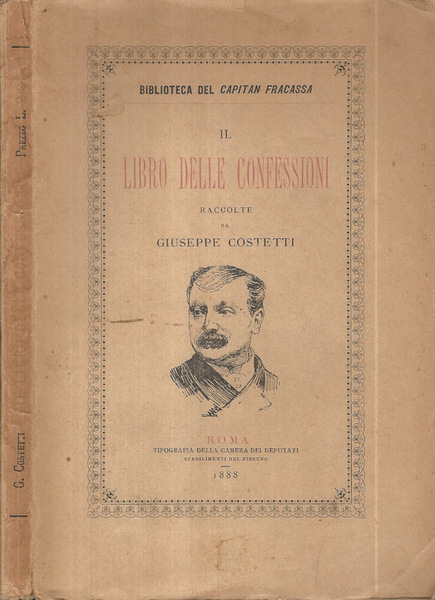 BIBLIOTECA DEL CAPITAN FRACASSA
IL
LIBRO DELLE CONFESSIONI
RACCOLTE
DA
GIUSEPPE COSTETTI
ROMA
TIPOGRAFIA DELLA CAMERA DEI DEPUTATI
STABILIMENTI DEL FIBRENO
1888
G. COSTETTI
PREZZO L.